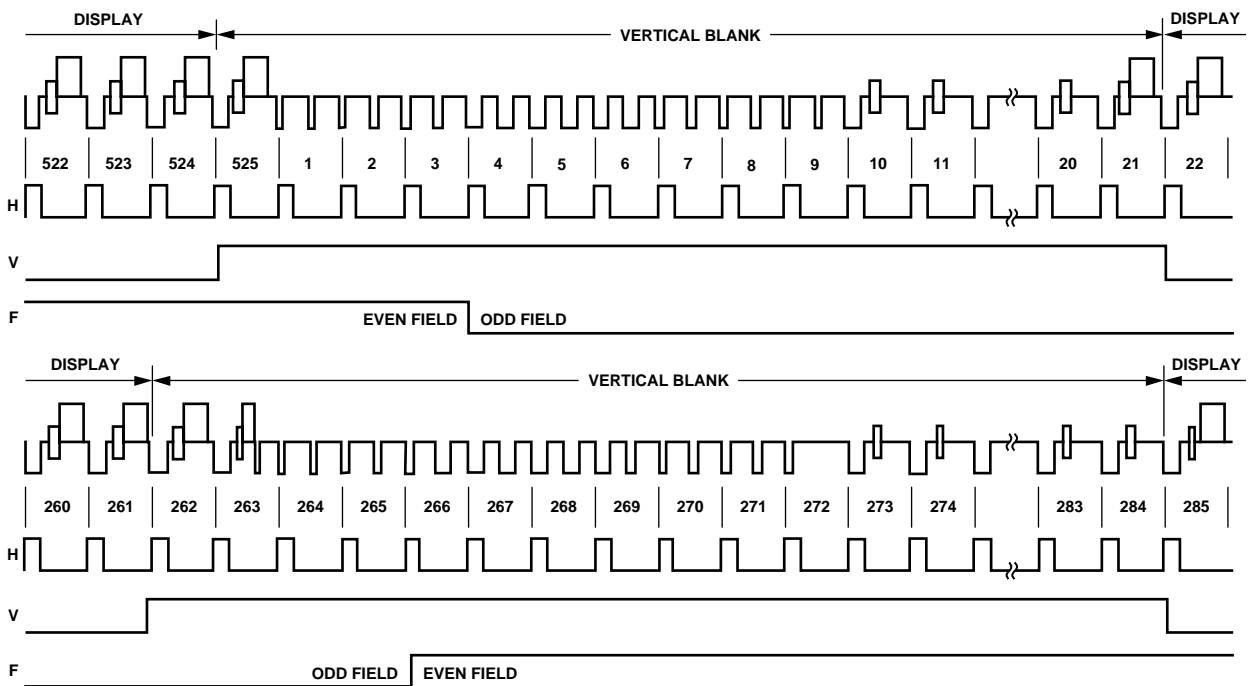 DISPLAY VERTICAL BLANK DISPLAY
522 523 524 525 1 2 3 4 5 6 7 8 9 10 11 20 21 22
H
V
F EVEN FIELD ODD FIELD
DISPLAY VERTICAL BLANK DISPLAY
260 261 262 263 264 265 266 267 268 269 270 271 272 273 274 283 284 285
H
V
F ODD FIELD EVEN FIELD